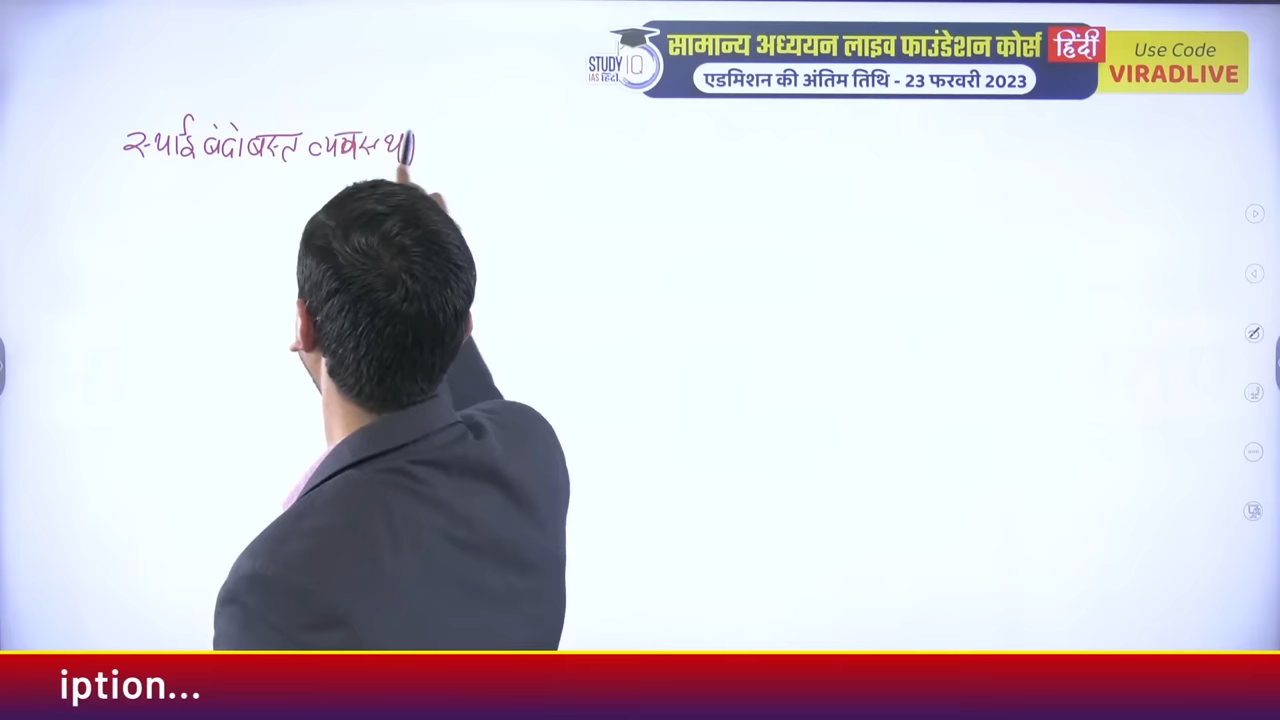 STUDY IQ
IAS हिंदी
सामान्य अध्ययन लाइव फाउंडेशन कोर्स हिंदी
एडमिशन की अंतिम तिथि - 23 फरवरी 2023
Use Code
VIRADLIVE
स्थाई बंदोबस्त व्यवस्था
iption...